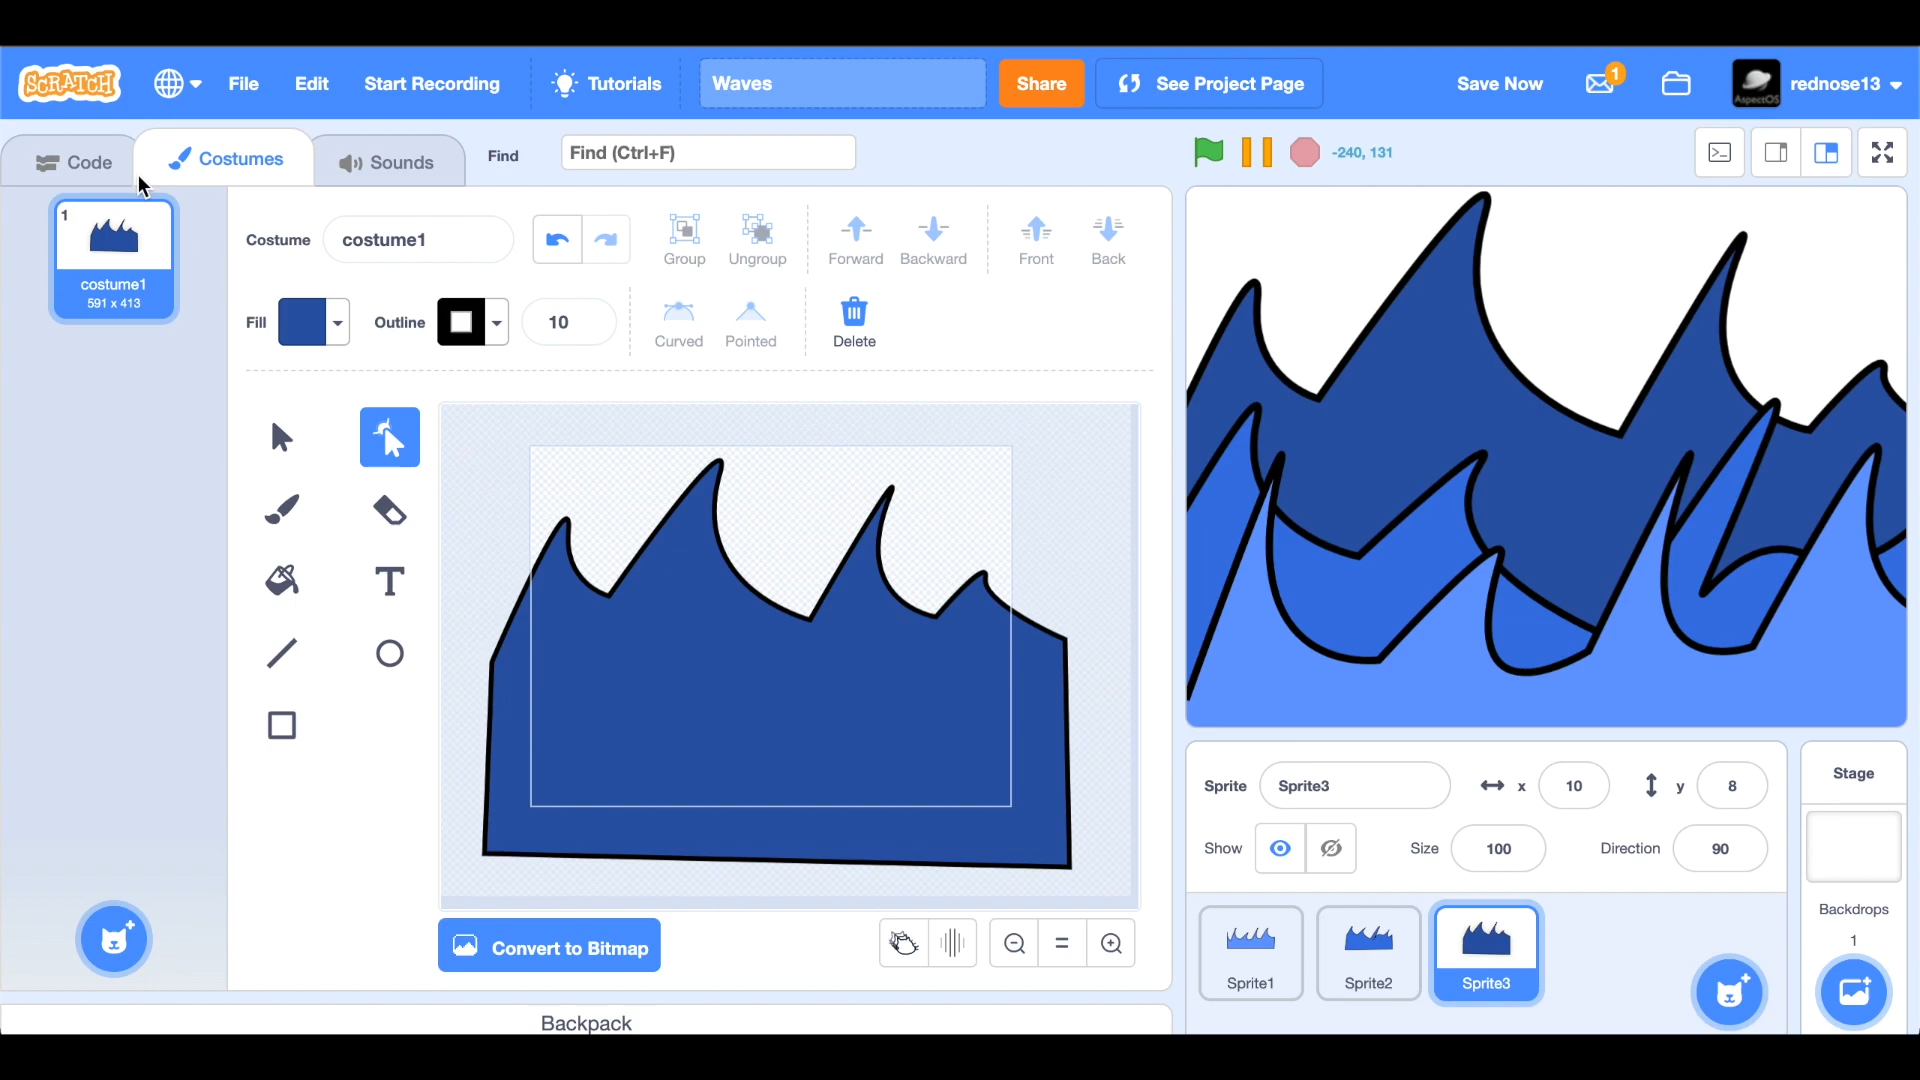 SCRATCH File Edit Start Recording Tutorials Waves Share See Project Page Save Now 1 AspectOS rednose13
Code Costumes Sounds Find Find (Ctrl+F) -240, 131
1
costume1
591 x 413
Costume costume1 Group Ungroup Forward Backward Front Back
Fill Outline 10 Curved Pointed Delete
T
Convert to Bitmap
Backpack
Sprite Sprite3 x 10 y 8
Show Size 100 Direction 90
Sprite1 Sprite2 Sprite3
Stage
Backdrops
1